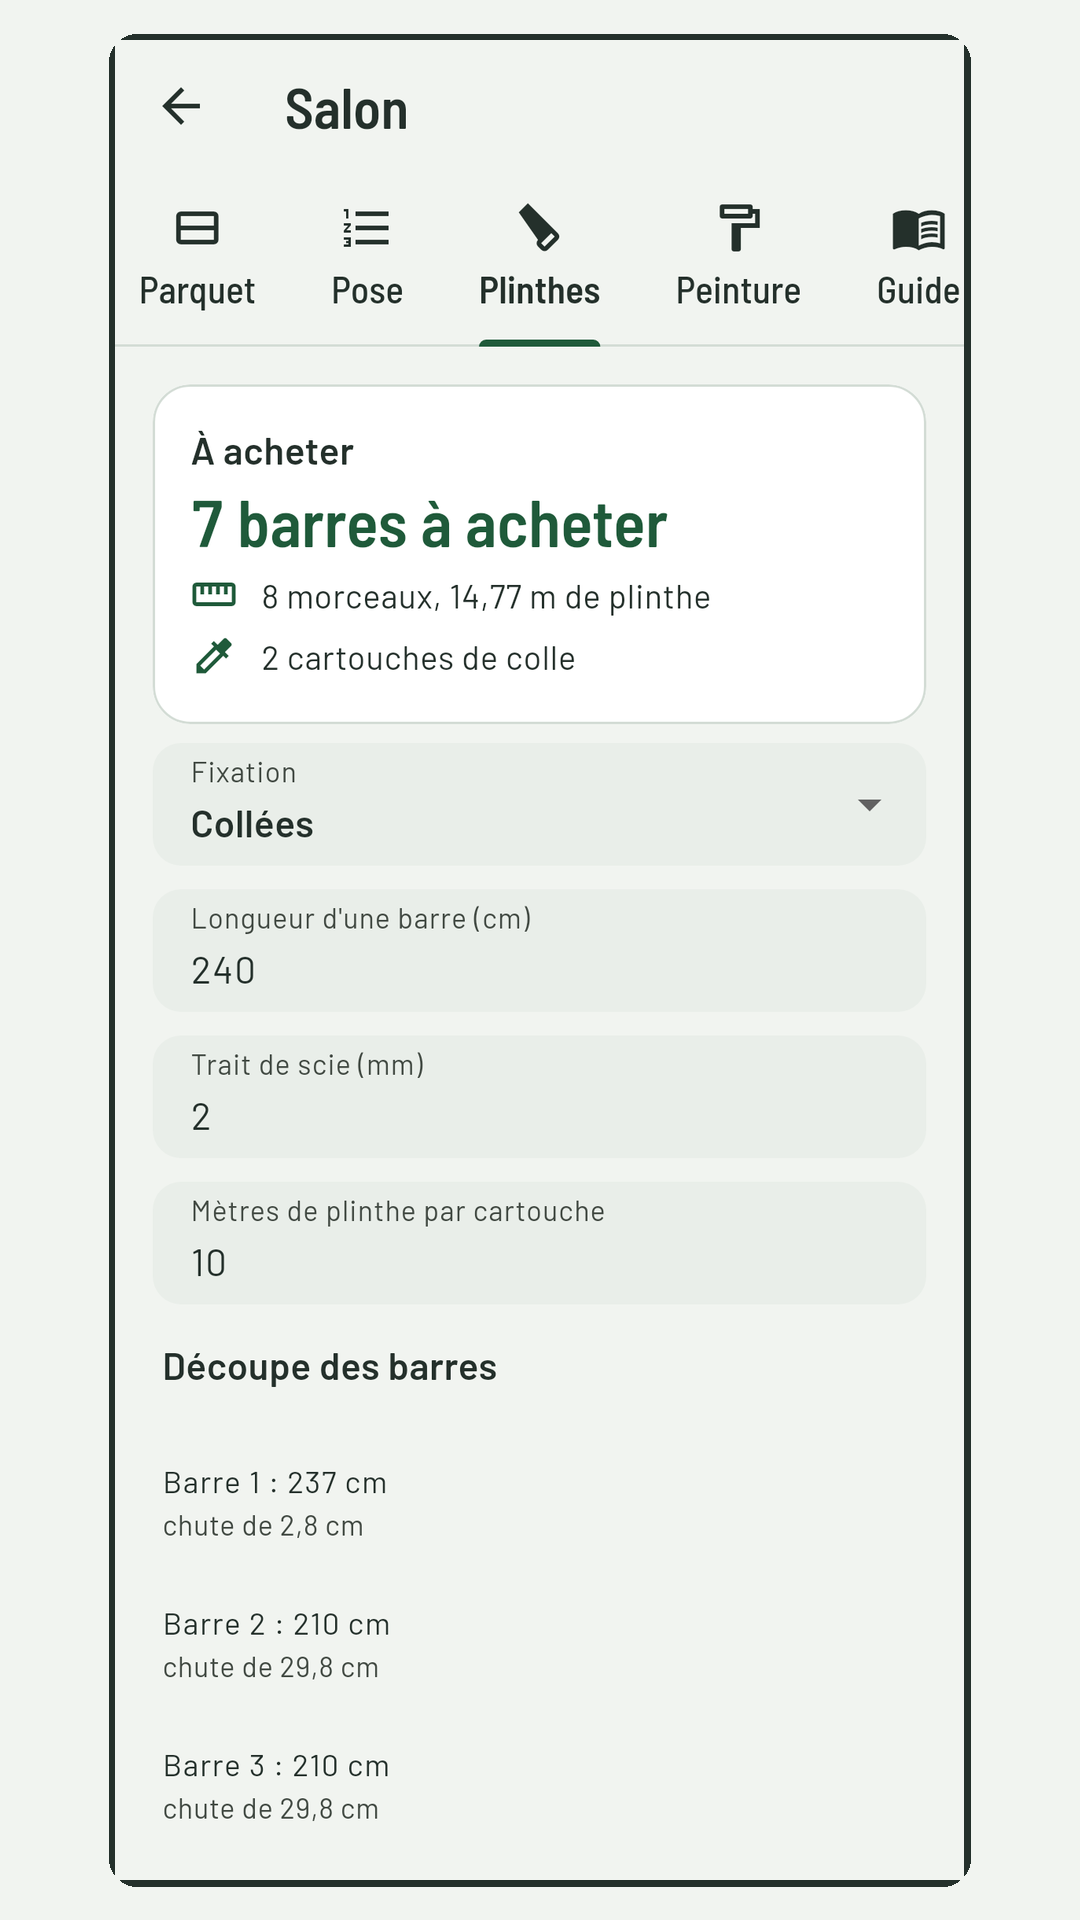 Salon
Parquet
Pose
Plinthes
Peinture
Guide
À acheter
7 barres à acheter
8 morceaux, 14,77 m de plinthe
2 cartouches de colle
Fixation
Collées
Longueur d'une barre (cm)
240
Trait de scie (mm)
2
Mètres de plinthe par cartouche
10
Découpe des barres
Barre 1 : 237 cm
chute de 2,8 cm
Barre 2 : 210 cm
chute de 29,8 cm
Barre 3 : 210 cm
chute de 29,8 cm